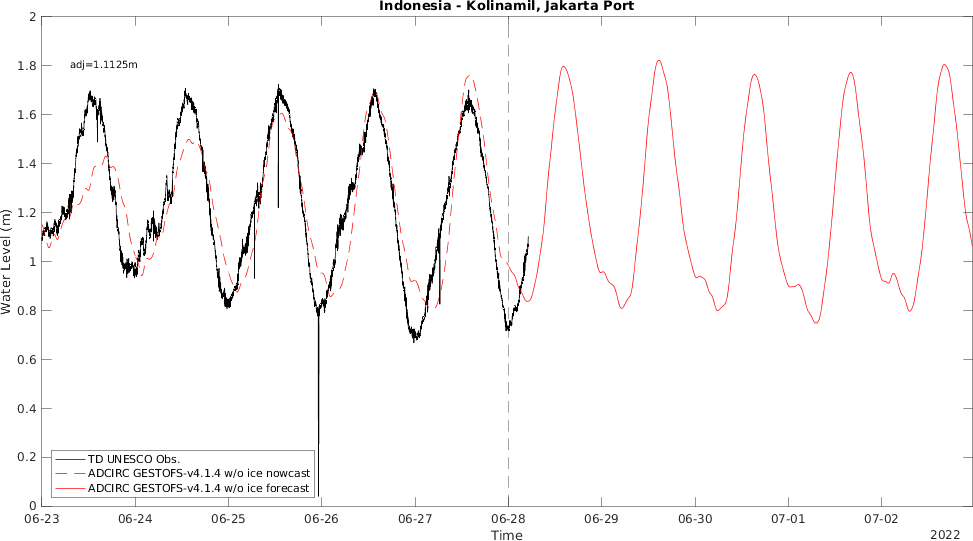 Indonesia - Kolinamil, Jakarta Port
adj=1.1125m
Water Level (m)
2
1.8
1.6
1.4
1.2
1
0.8
0.6
0.4
0.2
0
TD UNESCO Obs.
ADCIRC GESTOFS-v4.1.4 w/o ice nowcast
ADCIRC GESTOFS-v4.1.4 w/o ice forecast
06-23 06-24 06-25 06-26 06-27 06-28 06-29 06-30 07-01 07-02
Time
2022